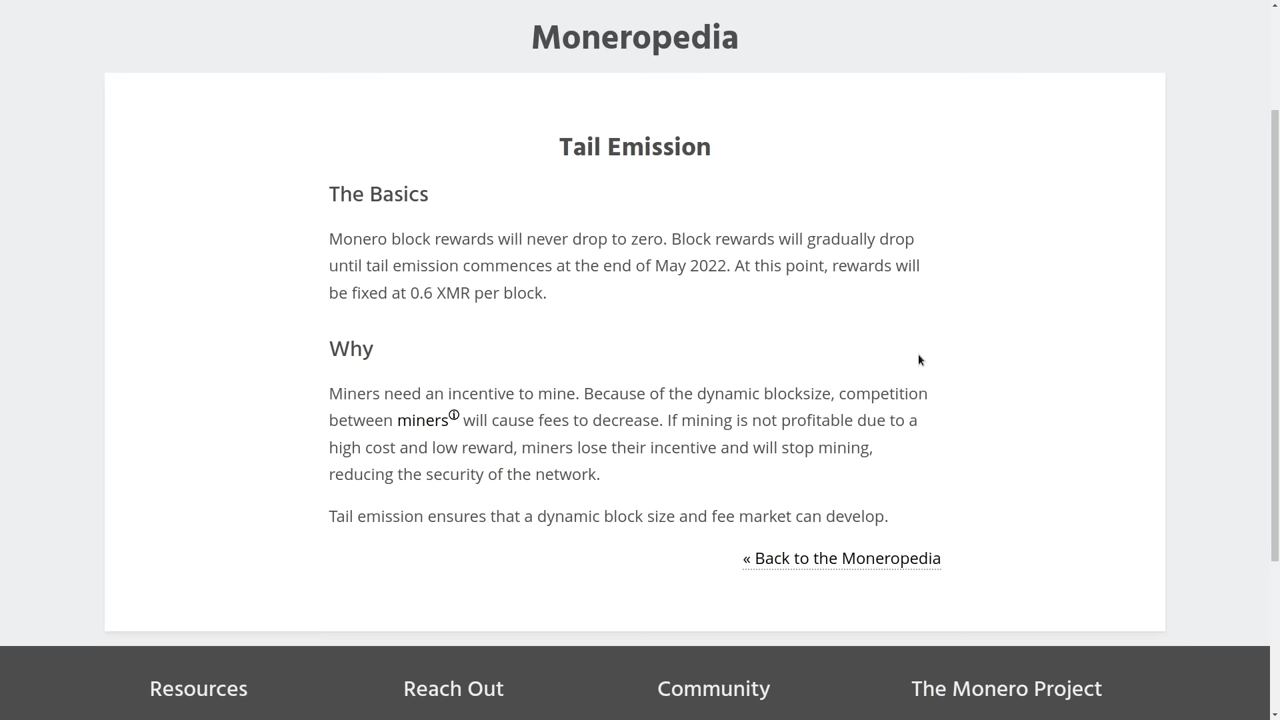 Moneropedia
Tail Emission
The Basics
Monero block rewards will never drop to zero. Block rewards will gradually drop
until tail emission commences at the end of May 2022. At this point, rewards will
be fixed at 0.6 XMR per block.
Why
Miners need an incentive to mine. Because of the dynamic blocksize, competition
between miners will cause fees to decrease. If mining is not profitable due to a
high cost and low reward, miners lose their incentive and will stop mining,
reducing the security of the network.
Tail emission ensures that a dynamic block size and fee market can develop.
« Back to the Moneropedia
Resources
Reach Out
Community
The Monero Project